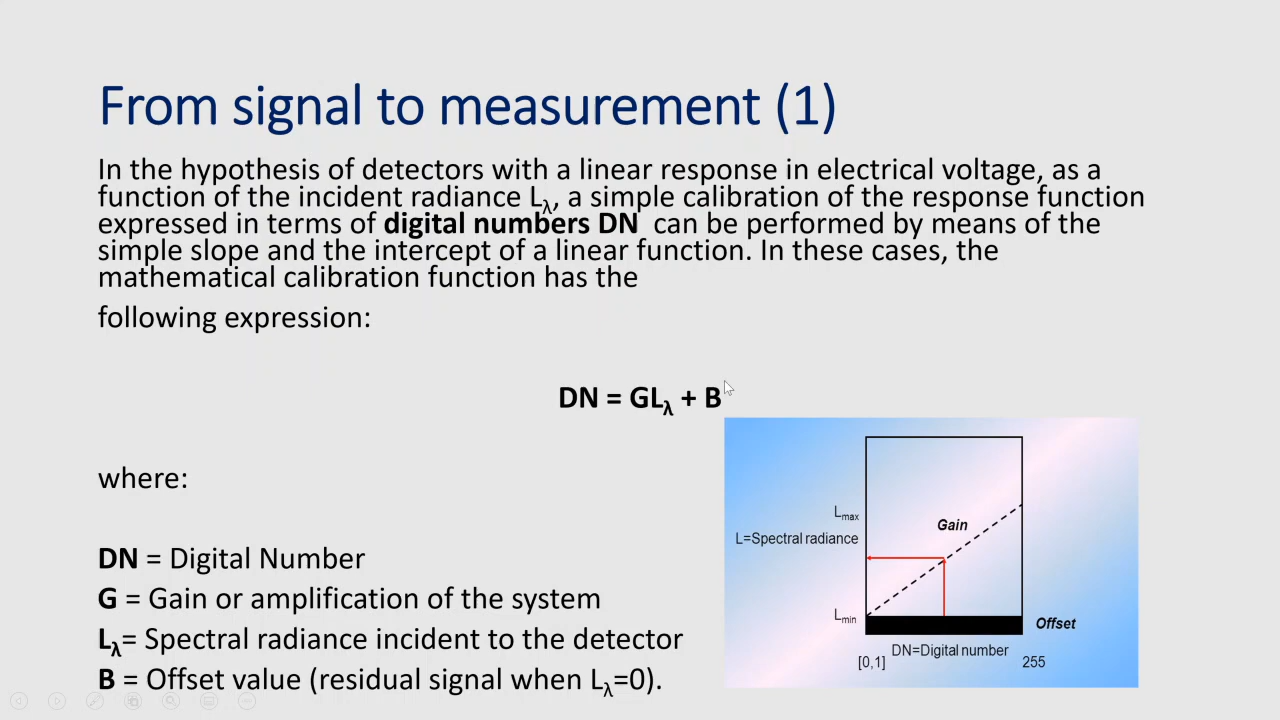 From signal to measurement (1)
In the hypothesis of detectors with a linear response in electrical voltage, as a
function of the incident radiance Lλ, a simple calibration of the response function
expressed in terms of digital numbers DN can be performed by means of the
simple slope and the intercept of a linear function. In these cases, the
mathematical calibration function has the
following expression:
DN = GLλ + B
where:
DN = Digital Number
G = Gain or amplification of the system
Lλ= Spectral radiance incident to the detector
B = Offset value (residual signal when Lλ=0).
Lmax
Gain
L=Spectral radiance
Lmin
Offset
DN=Digital number
[0,1]
255